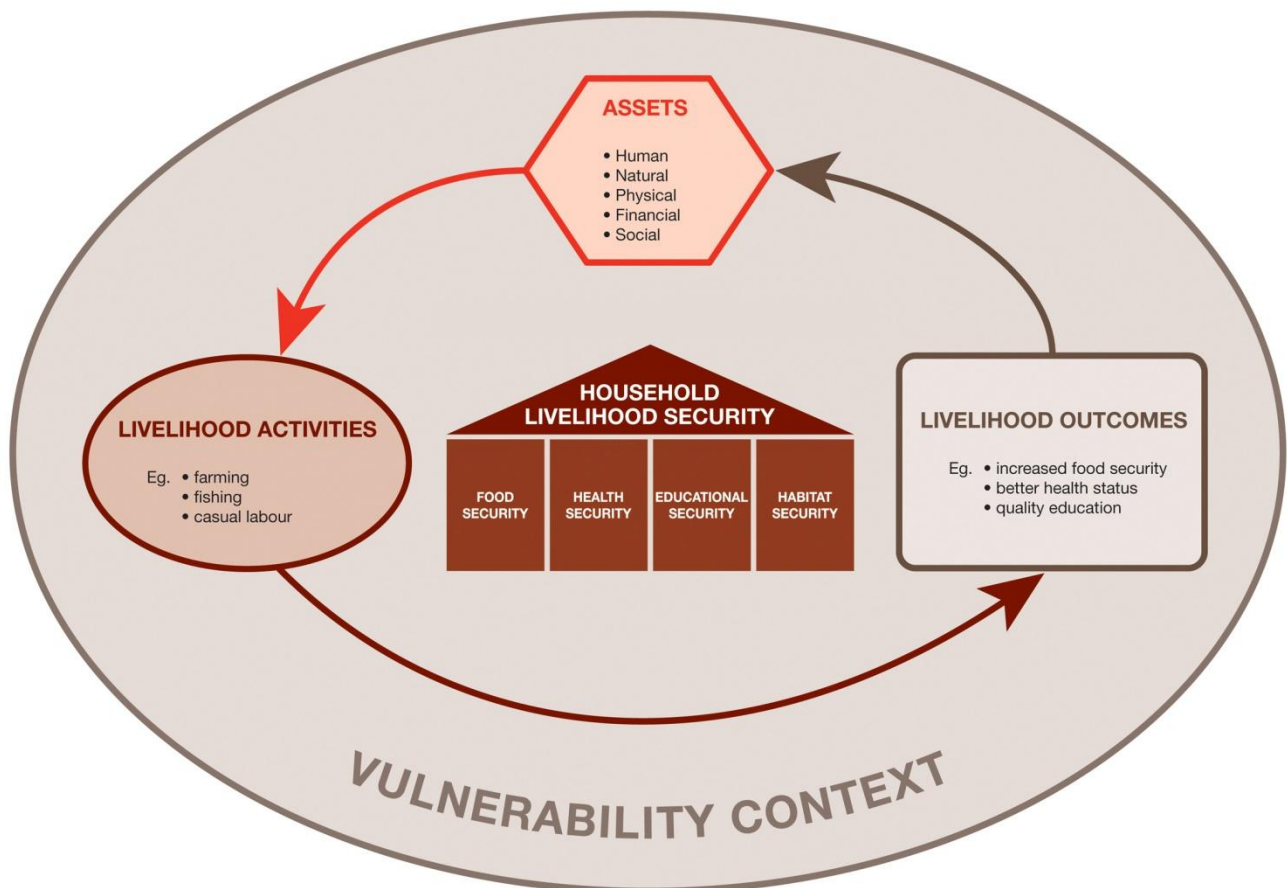 ASSETS
• Human
• Natural
• Physical
• Financial
• Social
LIVELIHOOD ACTIVITIES
Eg. • farming
• fishing
• casual labour
HOUSEHOLD
LIVELIHOOD SECURITY
FOOD
SECURITY
HEALTH
SECURITY
EDUCATIONAL
SECURITY
HABITAT
SECURITY
LIVELIHOOD OUTCOMES
Eg. • increased food security
• better health status
• quality education
VULNERABILITY CONTEXT